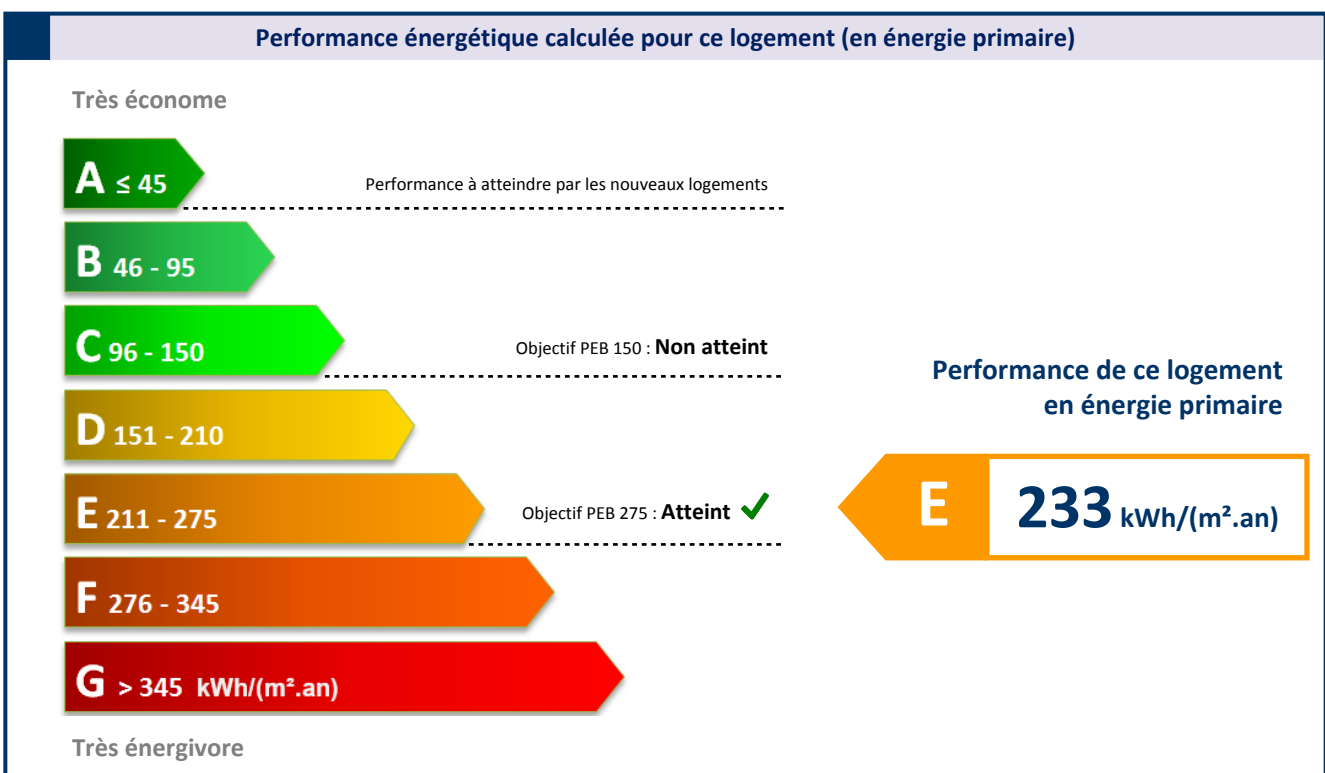 Performance énergétique calculée pour ce logement (en énergie primaire)
Très économe
A ≤ 45
Performance à atteindre par les nouveaux logements
B 46 - 95
C 96 - 150
Objectif PEB 150 : Non atteint
D 151 - 210
E 211 - 275
Objectif PEB 275 : Atteint ✓
F 276 - 345
G > 345 kWh/(m².an)
Très énergivore
Performance de ce logement
en énergie primaire
E 233 kWh/(m².an)